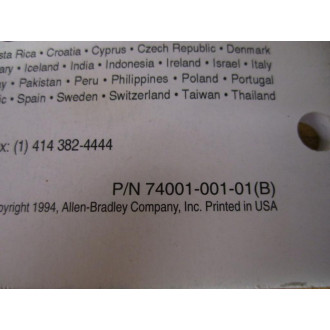 sta Rica • Croatia • Cyprus • Czech Republic • Denmark
ary • Iceland • India • Indonesia • Ireland • Israel • Italy
y • Pakistan • Peru • Philippines • Poland • Portugal
ic • Spain • Sweden • Switzerland • Taiwan • Thailand
ax: (1) 414 382-4444
P/N 74001-001-01(B)
opyright 1994, Allen-Bradley Company, Inc. Printed in USA